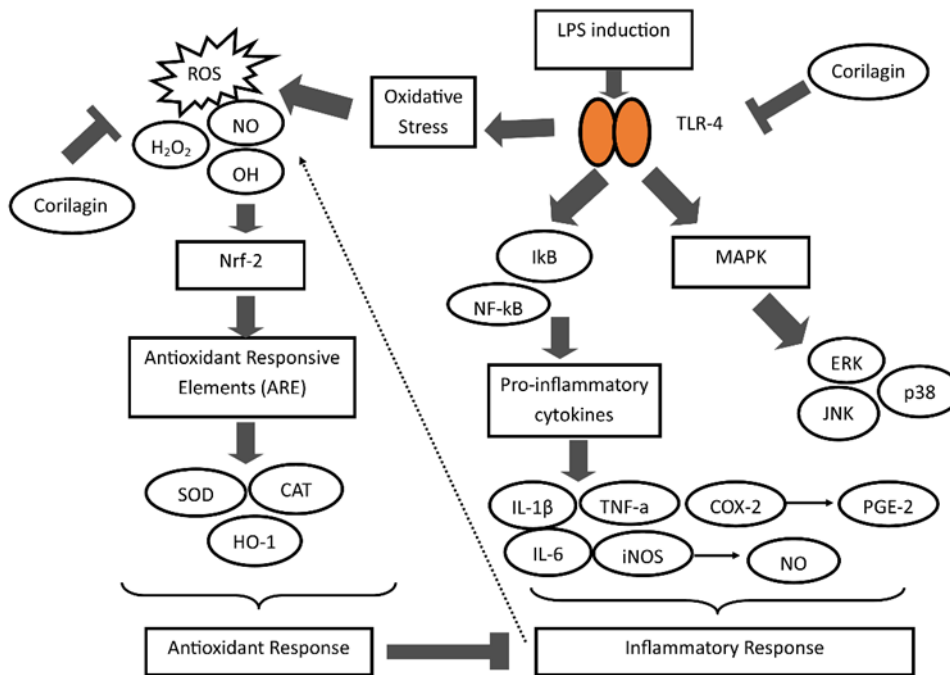 LPS induction
ROS
Corilagin
Oxidative
Stress
TLR-4
NO
H₂O₂
OH
Corilagin
Nrf-2
IkB
MAPK
NF-kB
Antioxidant Responsive
Elements (ARE)
Pro-inflammatory
cytokines
ERK
p38
JNK
SOD
CAT
HO-1
IL-1β
TNF-a
COX-2
PGE-2
IL-6
iNOS
NO
Antioxidant Response
Inflammatory Response